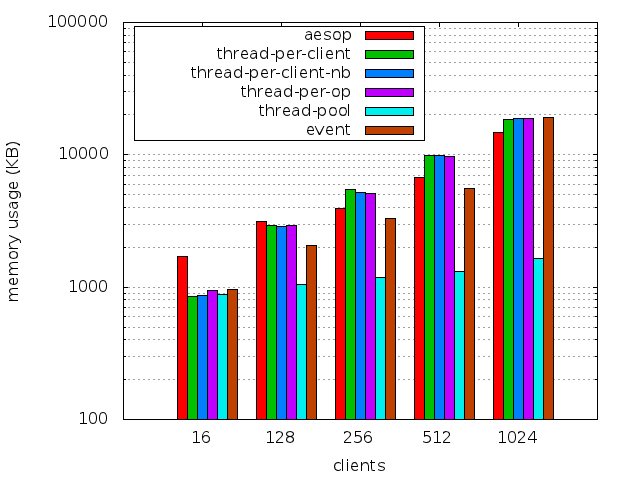 100000
10000
1000
100
memory usage (KB)
aesop
thread-per-client
thread-per-client-nb
thread-per-op
thread-pool
event
16 128 256 512 1024
clients